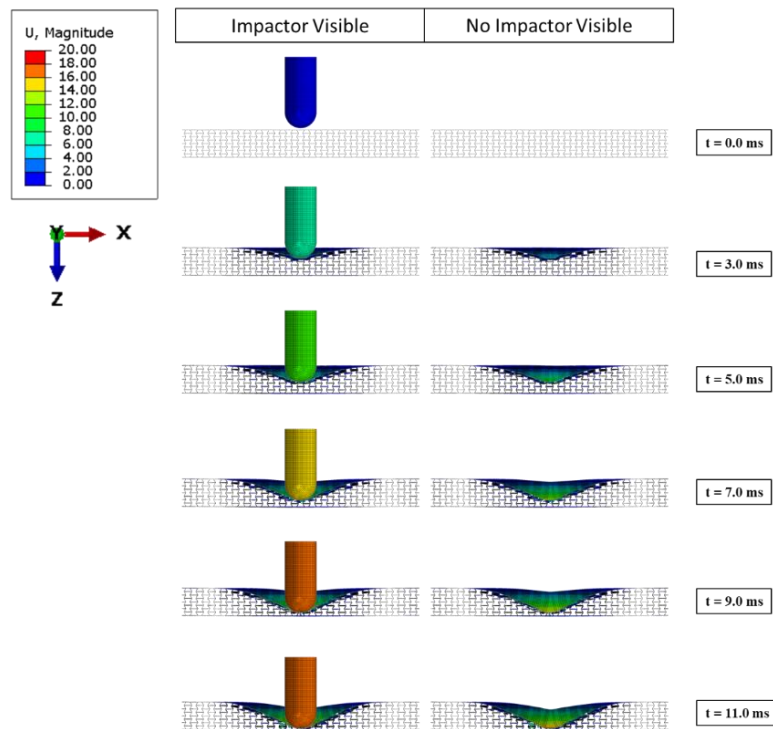 U, Magnitude
20.00
18.00
16.00
14.00
12.00
10.00
8.00
6.00
4.00
2.00
0.00
Y
X
Z
Impactor Visible
No Impactor Visible
t = 0.0 ms
t = 3.0 ms
t = 5.0 ms
t = 7.0 ms
t = 9.0 ms
t = 11.0 ms